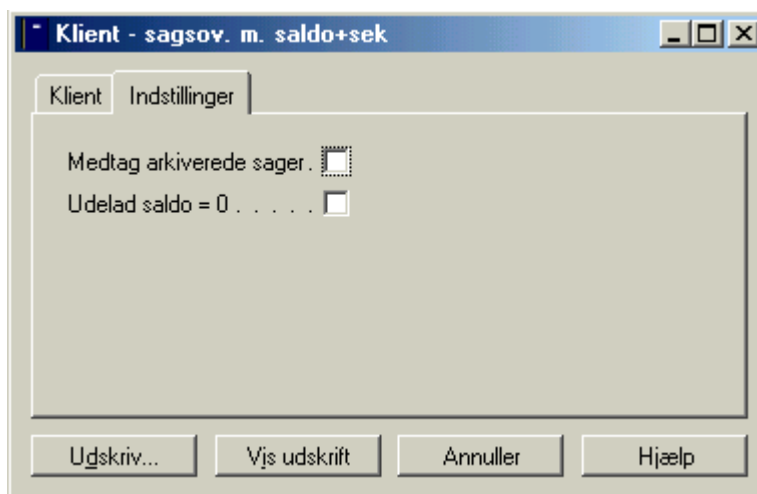 Klient - sagsov. m. saldo+sek
Klient Indstillinger
Medtag arkiverede sager .
Udelad saldo = 0 . . . . .
Udskriv... Vis udskrift Annuller Hjælp